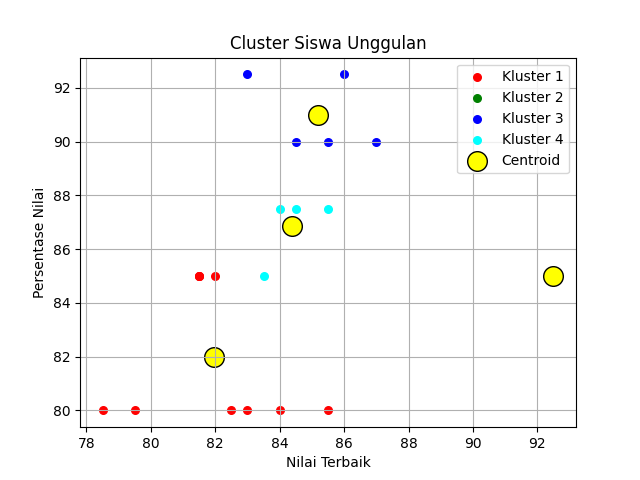 Cluster Siswa Unggulan
Kluster 1
Kluster 2
Kluster 3
Kluster 4
Centroid
Persentase Nilai
92
90
88
86
84
82
80
78 80 82 84 86 88 90 92
Nilai Terbaik